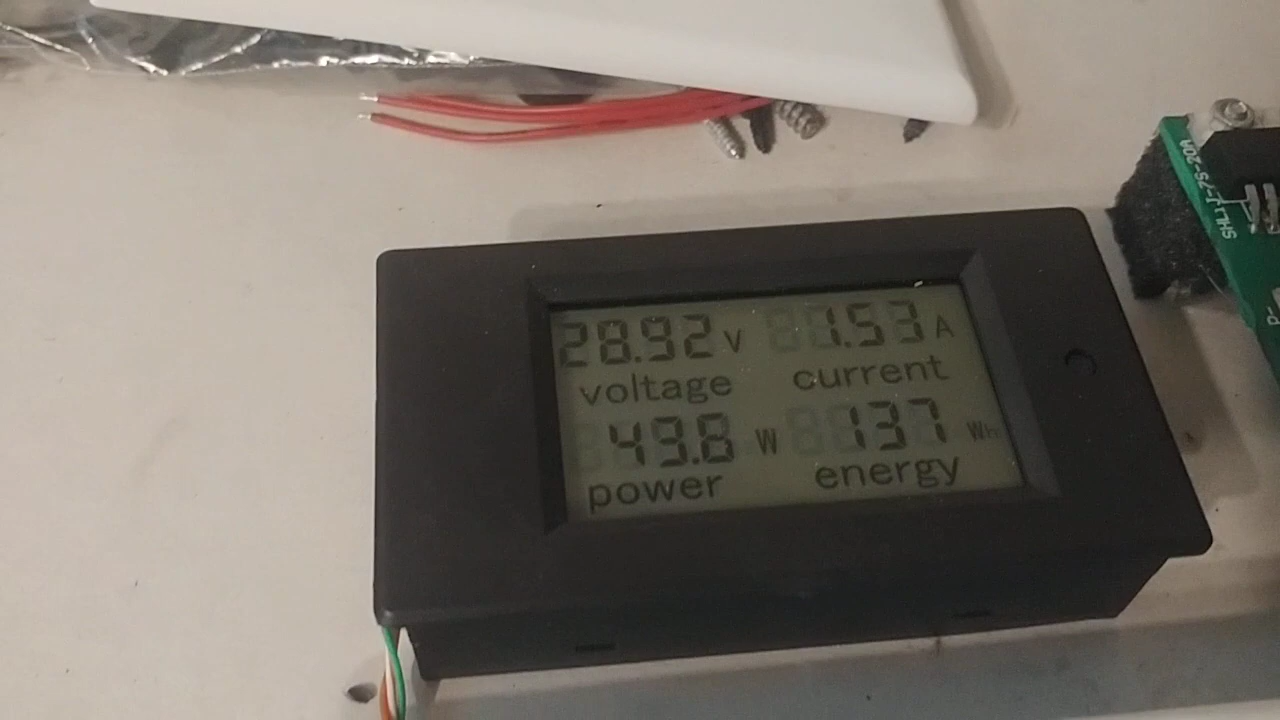 28.92 V 1.53 A
voltage current
49.8 W 137 Wh
power energy